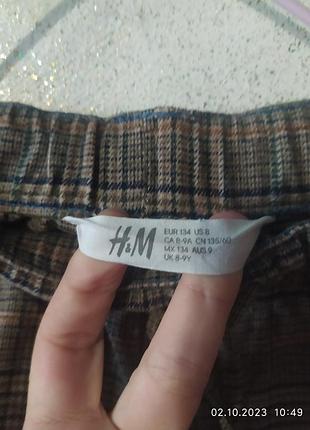 H&M
EUR 134 US 8
CA 8-9A CN 135/60
MX 134 AUS 9
UK 8-9Y
02.10.2023 10:49